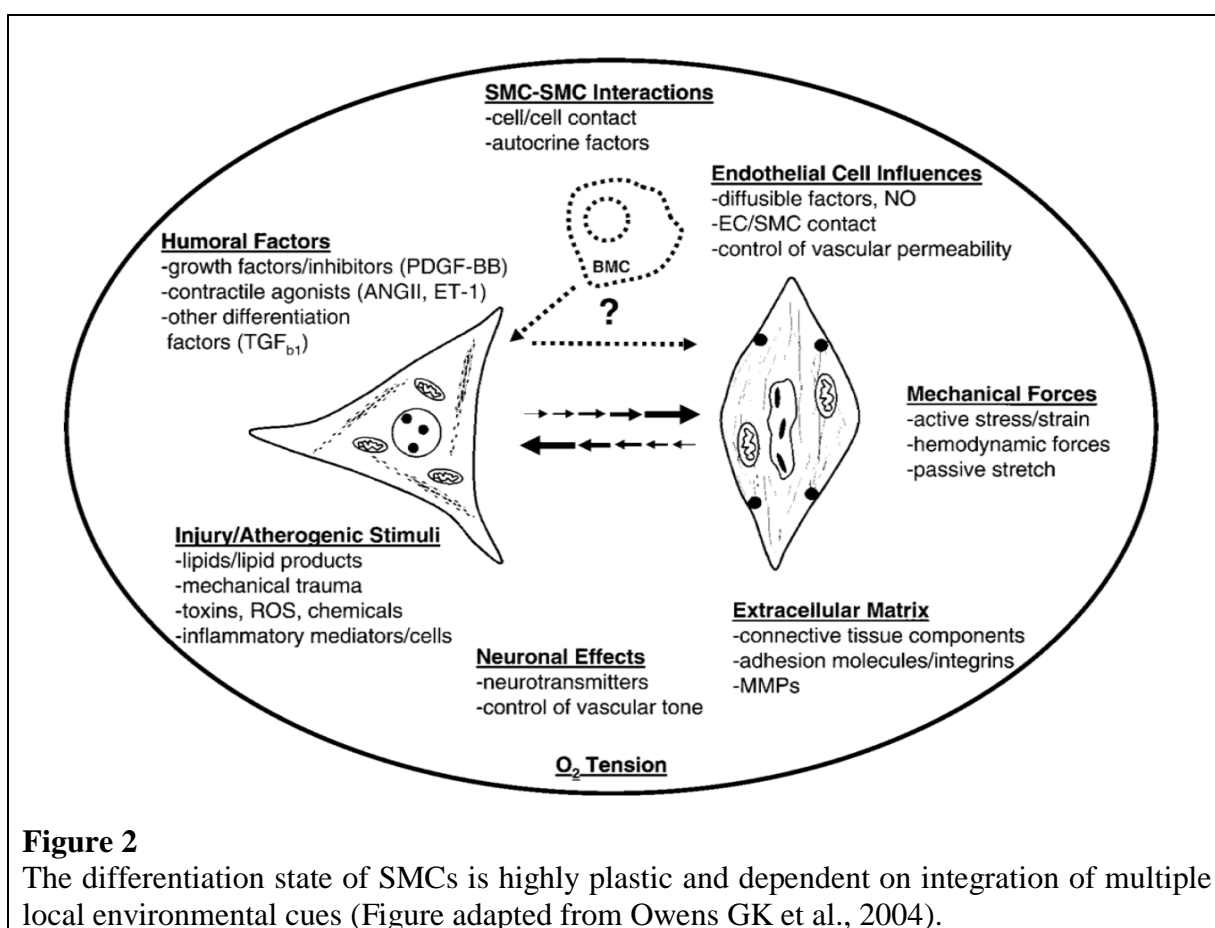 SMC-SMC Interactions
-cell/cell contact
-autocrine factors
Endothelial Cell Influences
-diffusible factors, NO
-EC/SMC contact
-control of vascular permeability
Humoral Factors
-growth factors/inhibitors (PDGF-BB)
-contractile agonists (ANGII, ET-1)
-other differentiation
factors (TGFb1)
BMC
?
Mechanical Forces
-active stress/strain
-hemodynamic forces
-passive stretch
Injury/Atherogenic Stimuli
-lipids/lipid products
-mechanical trauma
-toxins, ROS, chemicals
-inflammatory mediators/cells
Extracellular Matrix
-connective tissue components
-adhesion molecules/integrins
-MMPs
Neuronal Effects
-neurotransmitters
-control of vascular tone
O2 Tension
Figure 2
The differentiation state of SMCs is highly plastic and dependent on integration of multiple
local environmental cues (Figure adapted from Owens GK et al., 2004).